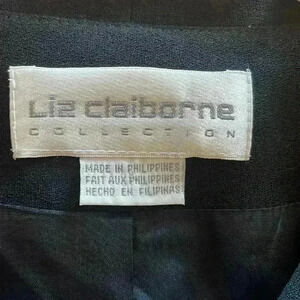 Liz claiborne
COLLECTION
MADE IN PHILIPPINES
FAIT AUX PHILIPPINES
HECHO EN FILIPINAS